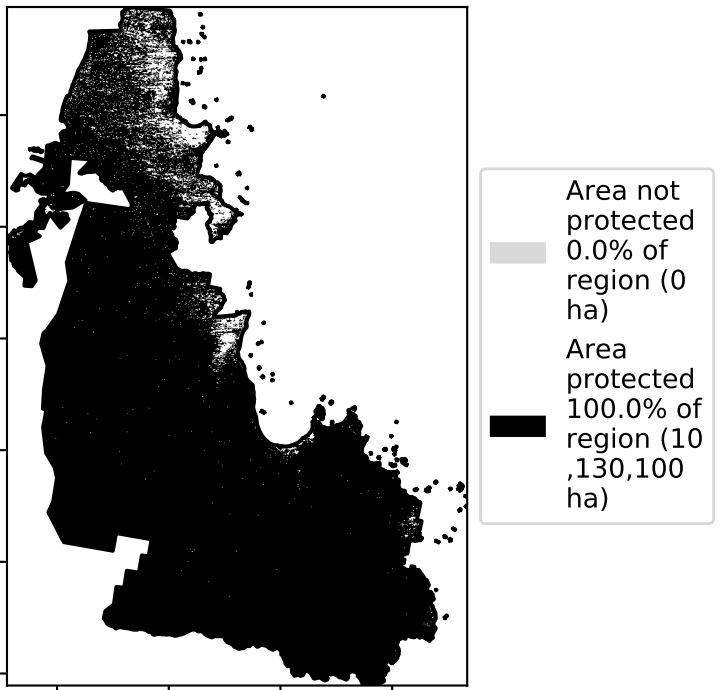 Area not
protected
0.0% of
region (0
ha)
Area
protected
100.0% of
region (10
,130,100
ha)